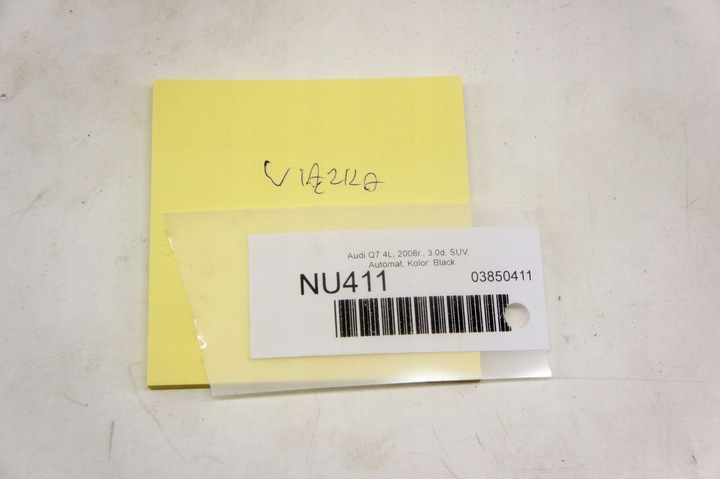 WIĄZKA
Audi Q7 4L, 2008r., 3.0d, SUV,
Automat, Kolor: Black
NU411
03850411